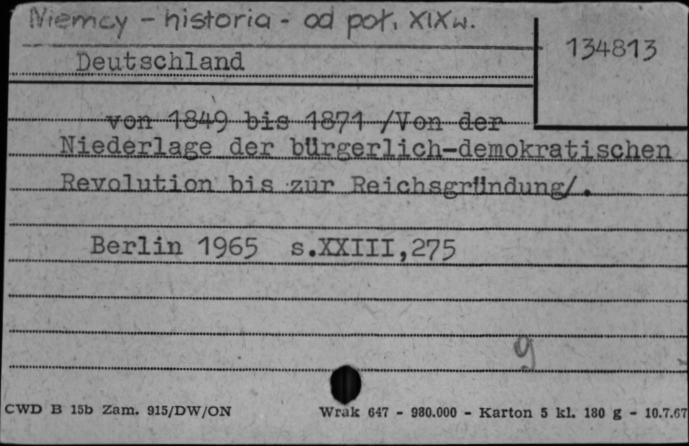 Niemcy - historia - od poł. XIX w.
134813
Deutschland
von 1849 bis 1871 /Von der
Niederlage der bürgerlich-demokratischen
Revolution bis zur Reichsgründung/.
Berlin 1965 s.XXIII,275
g
CWD B 15b Zam. 915/DW/ON
Wrak 647 - 980.000 - Karton 5 kl. 180 g - 10.7.67